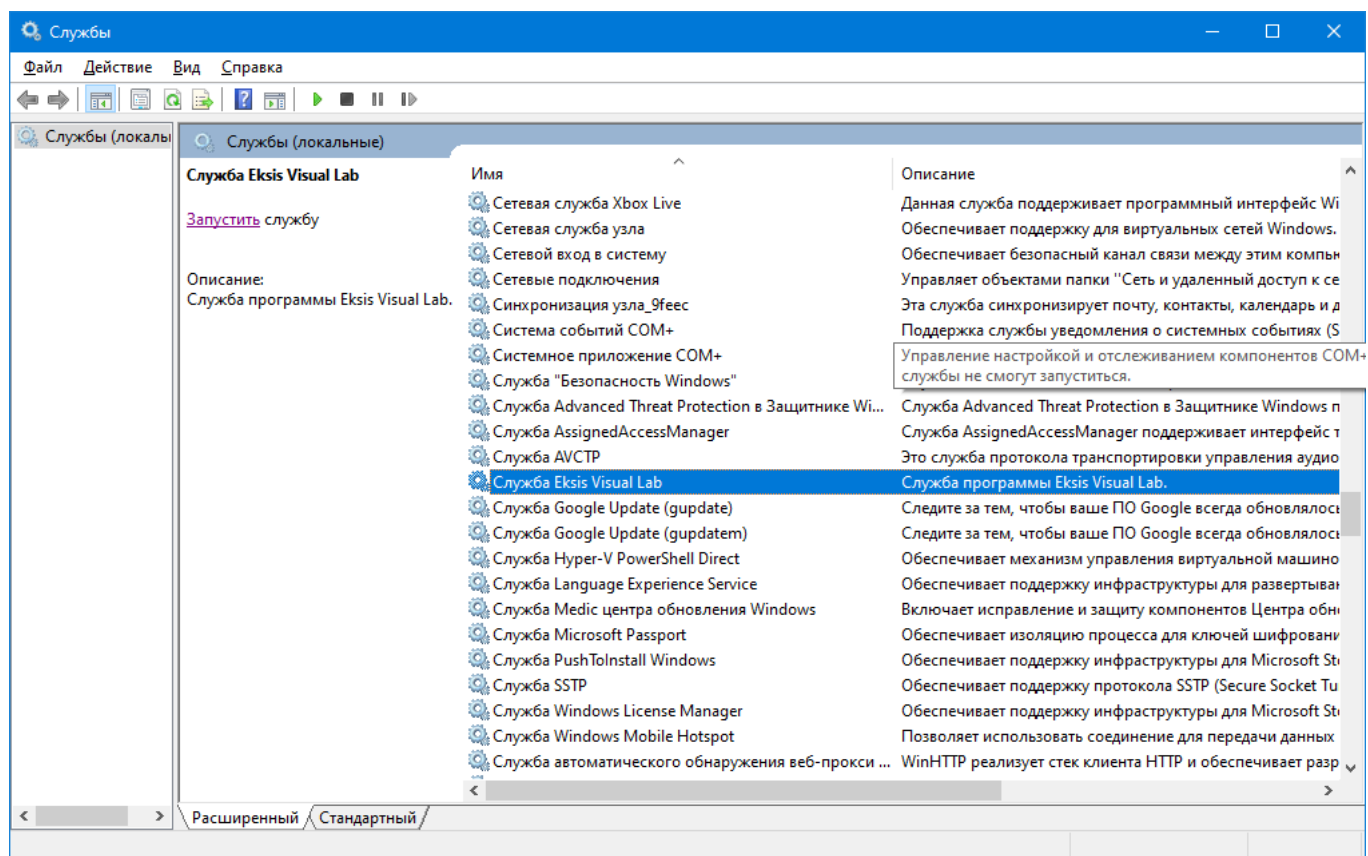 Службы
Файл Действие Вид Справка
Службы (локалы
Службы (локальные)
Служба Eksis Visual Lab
Запустить службу
Описание:
Служба программы Eksis Visual Lab.
Имя Описание
Сетевая служба Xbox Live Данная служба поддерживает программный интерфейс Wi
Сетевая служба узла Обеспечивает поддержку для виртуальных сетей Windows.
Сетевой вход в систему Обеспечивает безопасный канал связи между этим компьн
Сетевые подключения Управляет объектами папки "Сеть и удаленный доступ к се
Синхронизация узла_9feec Эта служба синхронизирует почту, контакты, календарь и д
Система событий COM+ Поддержка службы уведомления о системных событиях (S
Системное приложение COM+ Управление настройкой и отслеживанием компонентов COM+
службы не смогут запуститься.
Служба "Безопасность Windows"
Служба Advanced Threat Protection в Защитнике Wi... Служба Advanced Threat Protection в Защитнике Windows п
Служба AssignedAccessManager Служба AssignedAccessManager поддерживает интерфейс т
Служба AVCTP Это служба протокола транспортировки управления аудио
Служба Eksis Visual Lab Служба программы Eksis Visual Lab.
Служба Google Update (gupdate) Следите за тем, чтобы ваше ПО Google всегда обновлялось
Служба Google Update (gupdatem) Следите за тем, чтобы ваше ПО Google всегда обновлялось
Служба Hyper-V PowerShell Direct Обеспечивает механизм управления виртуальной машино
Служба Language Experience Service Обеспечивает поддержку инфраструктуры для развертыван
Служба Medic центра обновления Windows Включает исправление и защиту компонентов Центра обн
Служба Microsoft Passport Обеспечивает изоляцию процесса для ключей шифровани
Служба PushToInstall Windows Обеспечивает поддержку инфраструктуры для Microsoft Sto
Служба SSTP Обеспечивает поддержку протокола SSTP (Secure Socket Tu
Служба Windows License Manager Обеспечивает поддержку инфраструктуры для Microsoft Sto
Служба Windows Mobile Hotspot Позволяет использовать соединение для передачи данных
Служба автоматического обнаружения веб-прокси ... WinHTTP реализует стек клиента HTTP и обеспечивает разр
Расширенный Стандартный